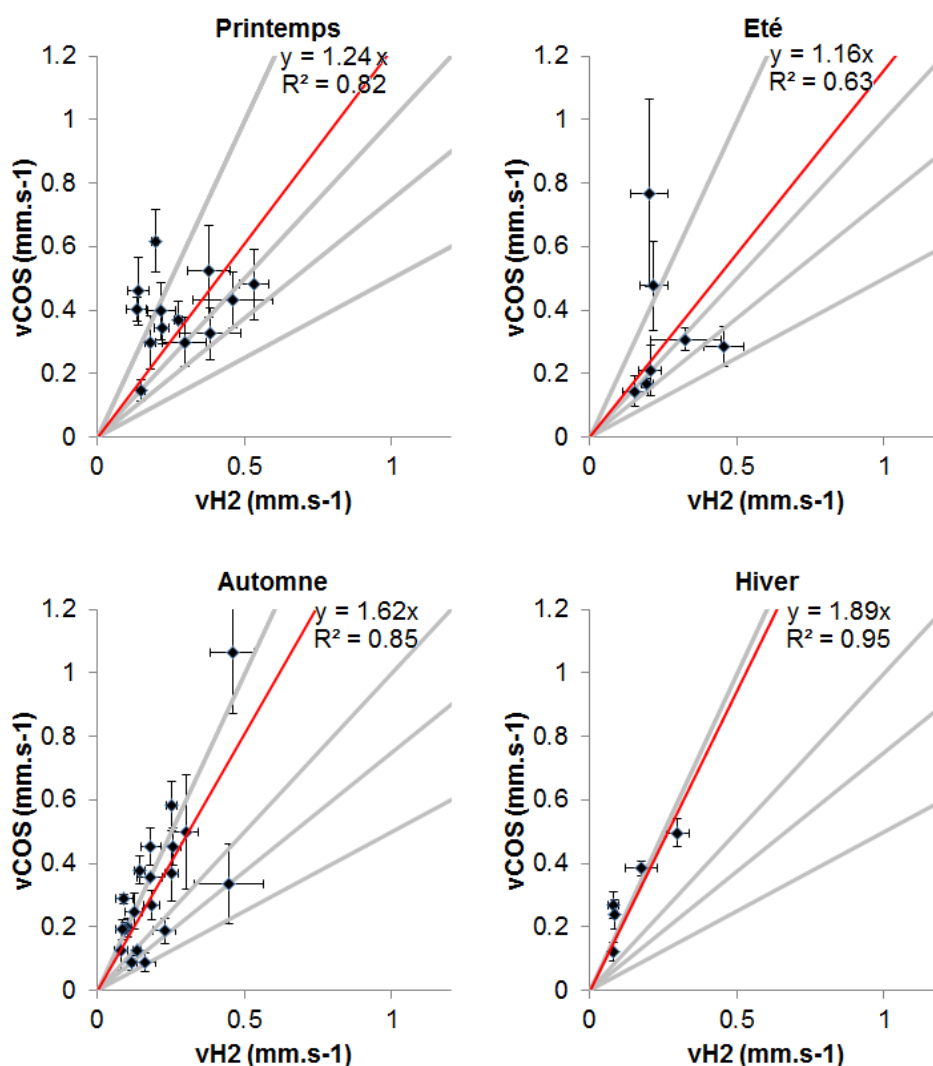 Printemps
y = 1.24x
R² = 0.82
1.2
1
0.8
0.6
0.4
0.2
0
vCOS (mm.s-1)
0 0.5 1
vH2 (mm.s-1)
Eté
y = 1.16x
R² = 0.63
1.2
1
0.8
0.6
0.4
0.2
0
vCOS (mm.s-1)
0 0.5 1
vH2 (mm.s-1)
Automne
y = 1.62x
R² = 0.85
1.2
1
0.8
0.6
0.4
0.2
0
vCOS (mm.s-1)
0 0.5 1
vH2 (mm.s-1)
Hiver
y = 1.89x
R² = 0.95
1.2
1
0.8
0.6
0.4
0.2
0
vCOS (mm.s-1)
0 0.5 1
vH2 (mm.s-1)